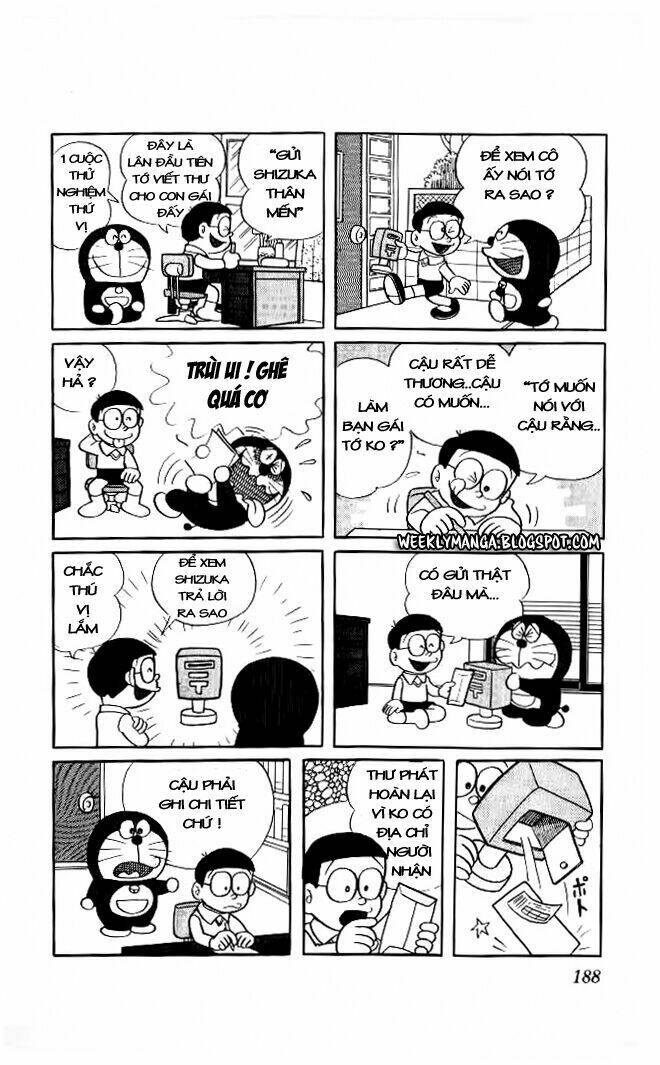 ĐỂ XEM CÔ
ẤY NÓI TỚ
RA SAO ?
"GỬI
SHIZUKA
THÂN
MẾN"
ĐÂY LÀ
LÂN ĐẦU TIÊN
TỚ VIẾT THƯ
CHO CON GÁI
ĐẤY
1 CUỘC
THỬ
NGHIỆM
THÚ
VỊ
"TỚ MUỐN
NÓI VỚI
CẬU RẰNG..
CẬU RẤT DỄ
THƯƠNG..CẬU
CÓ MUỐN...
LÀM
BẠN GÁI
TỚ KO ?"
WEEKLYMANGA.BLOGSPOT.COM
TRÙI UI ! GHÊ
QUÁ CƠ
VẬY
HẢ ?
CÓ GỬI THẬT
ĐÂU MÀ...
ĐỂ XEM
SHIZUKA
TRẢ LỜI
RA SAO
CHẮC
THÚ
VỊ
LẮM
〒
ポト
THƯ PHÁT
HOÀN LẠI
VÌ KO CÓ
ĐỊA CHỈ
NGƯỜI
NHẬN
CẬU PHẢI
GHI CHI TIẾT
CHỨ !
188